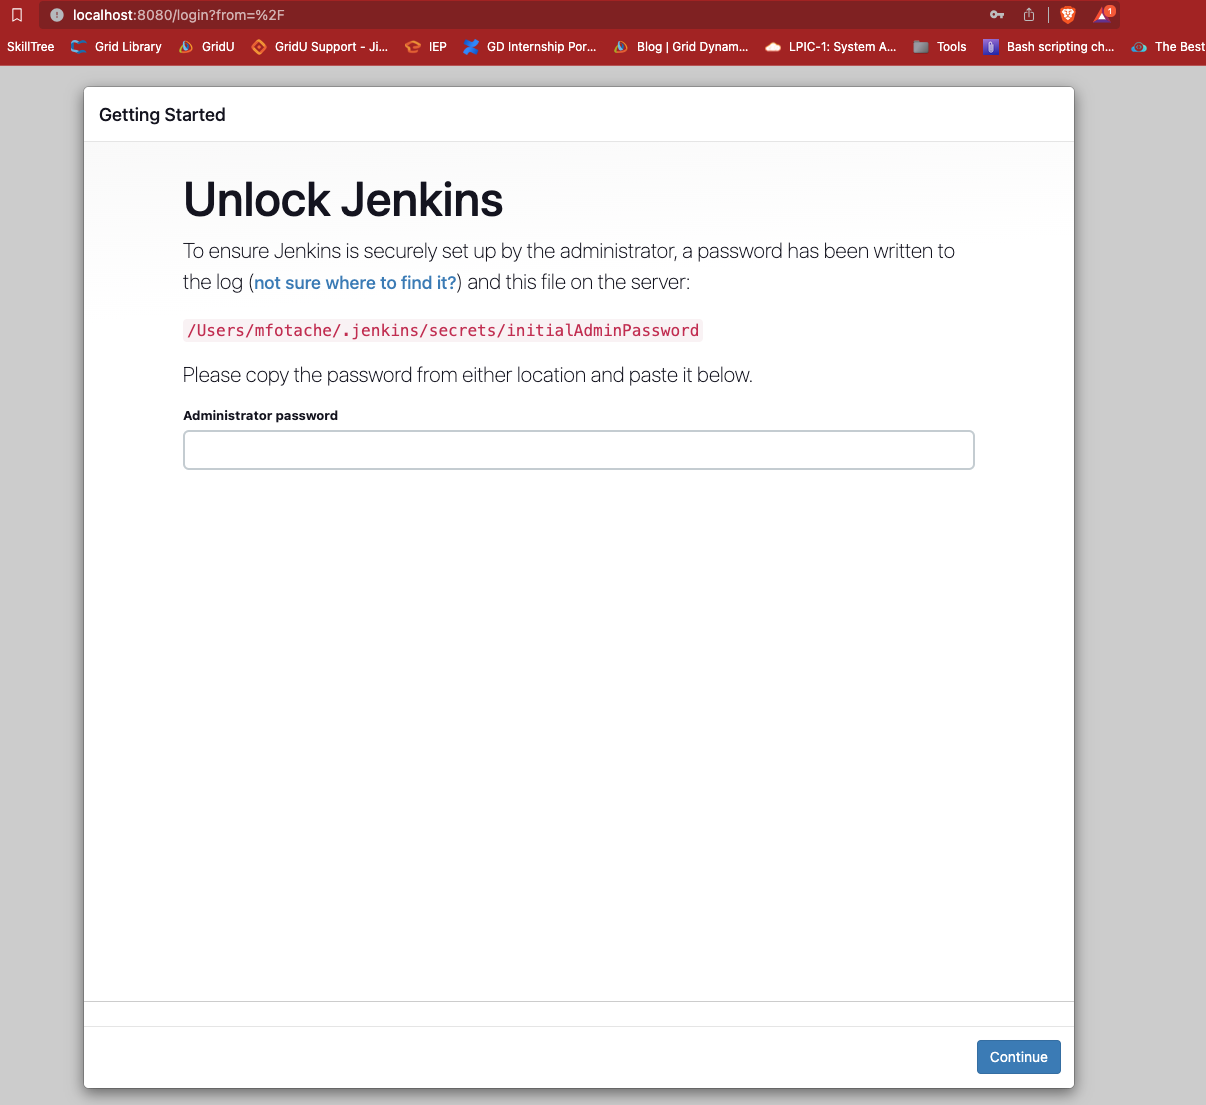 localhost:8080/login?from=%2F
1
SkillTree Grid Library GridU GridU Support - Ji... IEP GD Internship Por... Blog | Grid Dynam... LPIC-1: System A... Tools Bash scripting ch... The Best
Getting Started
Unlock Jenkins
To ensure Jenkins is securely set up by the administrator, a password has been written to
the log (not sure where to find it?) and this file on the server:
/Users/mfotache/.jenkins/secrets/initialAdminPassword
Please copy the password from either location and paste it below.
Administrator password
Continue